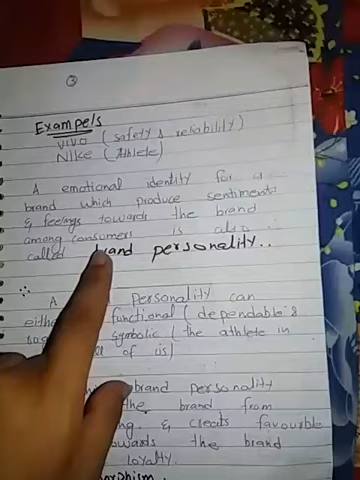 3
Exampels
VIVO (safety & reliability)
NIKe (Athlete)
A emotional identity for a
brand which produce sentiments
& feelings towards the brand
among consumers is also
called brand personality..
A personality can
eithe functional (dependable &
symbolic (the athlete in
of us)
brand personality
the brand from
& creats favourable
owards the brand
loyalty.